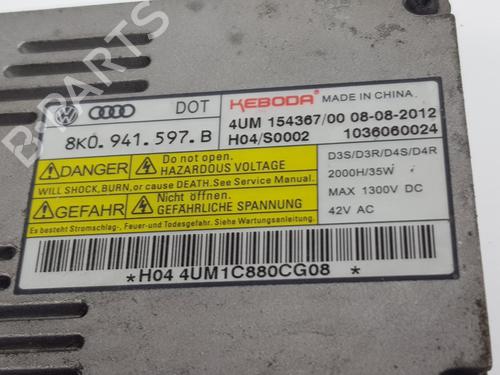 DOT
KEBODA MADE IN CHINA.
8K0.941.597.B
4UM 154367/00 08-08-2012
H04/S0002 1036060024
DANGER Do not open. HAZARDOUS VOLTAGE
WILL SHOCK, BURN, or cause DEATH. See Service Manual.
GEFAHR Nicht öffnen. GEFÄHRLICHE SPANNUNG
Es besteht Stromschlag-, Feuer-und Todesgefahr. Siehe Wartungsanleitung.
D3S/D3R/D4S/D4R
2000H/35W
MAX 1300V DC
42V AC
*H04 4UM1C880CG08 *
B-PARTS